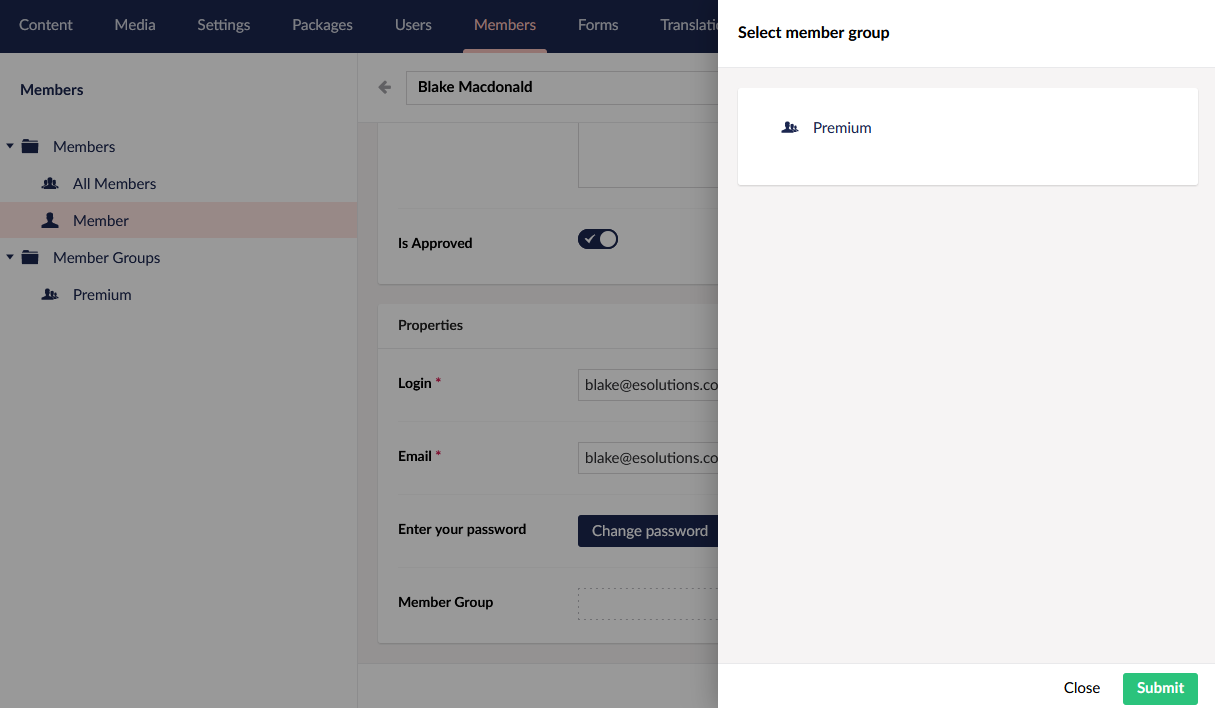 Content Media Settings Packages Users Members Forms
Select member group
Members
Blake Macdonald
Premium
Members
All Members
Member
Is Approved
Member Groups
Premium
Properties
Login *
blake@esolutions.co
Email *
blake@esolutions.co
Enter your password
Change password
Member Group
Close Submit